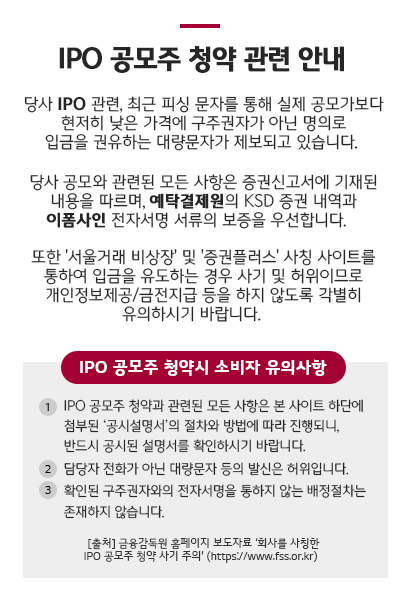 IPO 공모주 청약 관련 안내
당사 IPO 관련, 최근 피싱 문자를 통해 실제 공모가보다
현저히 낮은 가격에 구주권자가 아닌 명의로
입금을 권유하는 대량문자가 제보되고 있습니다.
당사 공모와 관련된 모든 사항은 증권신고서에 기재된
내용을 따르며, 예탁결제원의 KSD 증권 내역과
이폼사인 전자서명 서류의 보증을 우선합니다.
또한 '서울거래 비상장' 및 '증권플러스' 사칭 사이트를
통하여 입금을 유도하는 경우 사기 및 허위이므로
개인정보제공/금전지급 등을 하지 않도록 각별히
유의하시기 바랍니다.
IPO 공모주 청약시 소비자 유의사항
1 IPO 공모주 청약과 관련된 모든 사항은 본 사이트 하단에
첨부된 '공시설명서'의 절차와 방법에 따라 진행되니,
반드시 공시된 설명서를 확인하시기 바랍니다.
2 담당자 전화가 아닌 대량문자 등의 발신은 허위입니다.
3 확인된 구주권자와의 전자서명을 통하지 않는 배정절차는
존재하지 않습니다.
[출처] 금융감독원 홈페이지 보도자료 '회사를 사칭한
IPO 공모주 청약 사기 주의' (https://www.fss.or.kr)